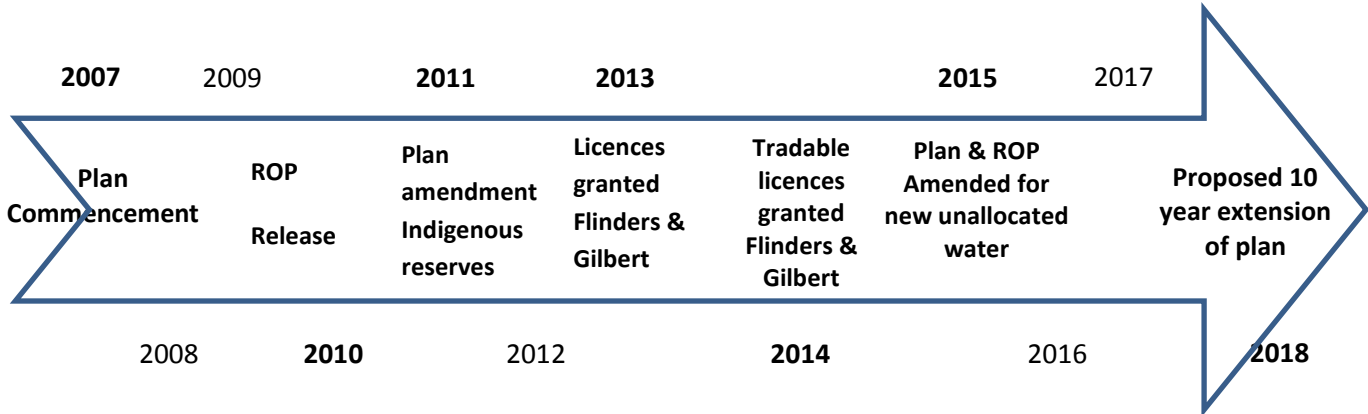 2007 2009 2011 2013 2015 2017
Plan
Commencement
ROP
Release
Plan
amendment
Indigenous
reserves
Licences
granted
Flinders &
Gilbert
Tradable
licences
granted
Flinders &
Gilbert
Plan & ROP
Amended for
new unallocated
water
Proposed 10
year extension
of plan
2008 2010 2012 2014 2016 2018